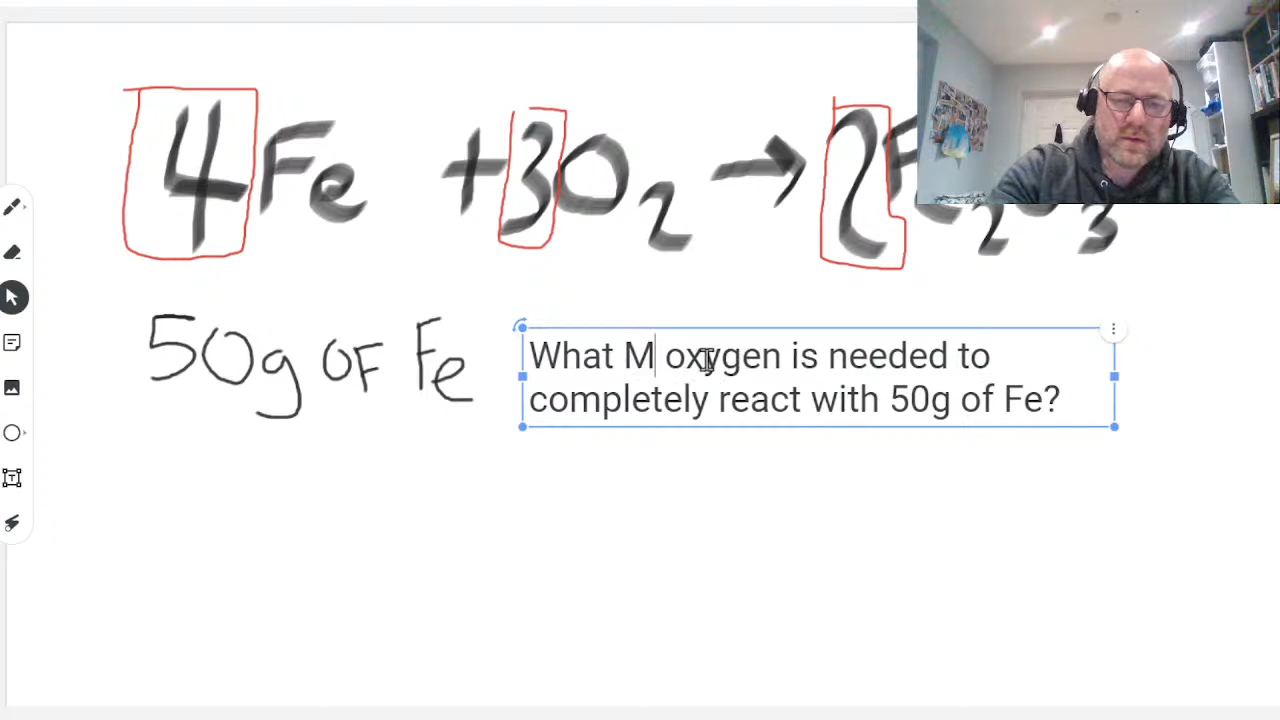 4Fe + 3O₂ → 2Fe₂O₃
50g OF Fe
What M oxygen is needed to
completely react with 50g of Fe?